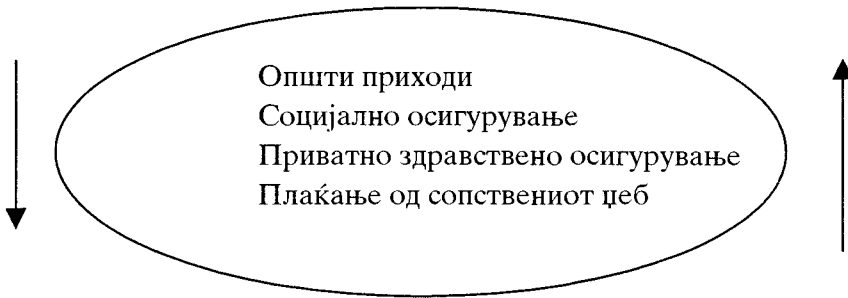 Општи приходи
Социјално осигурување
Приватно здравствено осигурување
Плаќање од сопствениот џеб